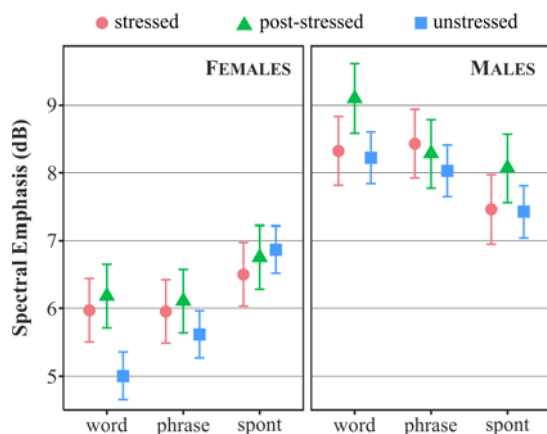 stressed post-stressed unstressed
FEMALES MALES
Spectral Emphasis (dB)
9
8
7
6
5
word phrase spont word phrase spont